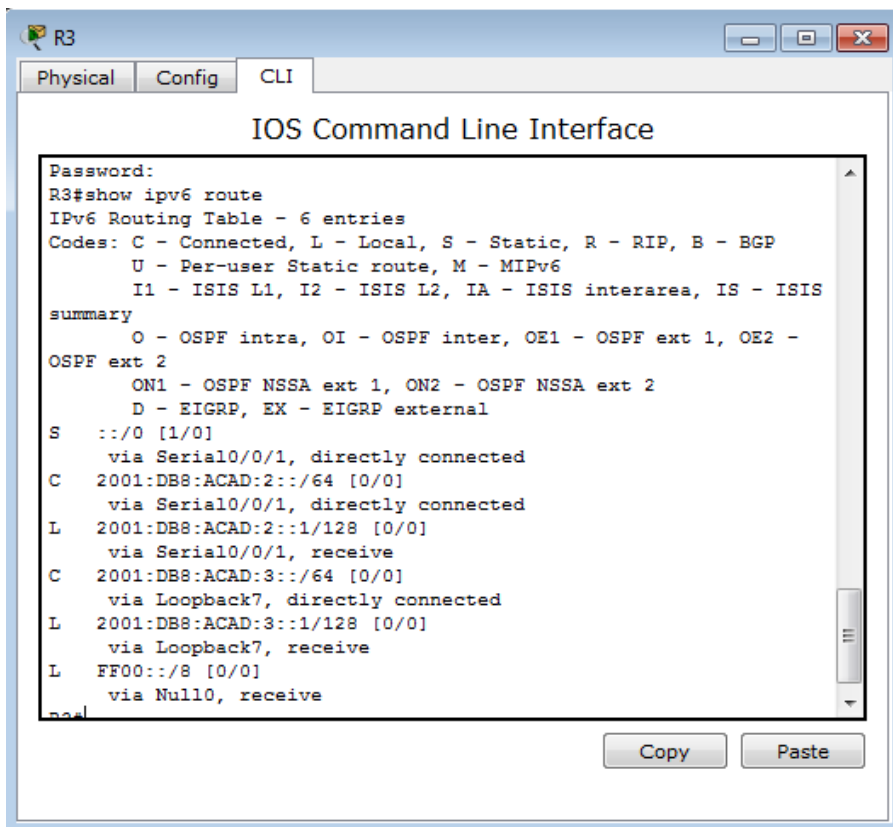 R3
Physical Config CLI
IOS Command Line Interface
Password:
R3#show ipv6 route
IPv6 Routing Table - 6 entries
Codes: C - Connected, L - Local, S - Static, R - RIP, B - BGP
U - Per-user Static route, M - MIPv6
I1 - ISIS L1, I2 - ISIS L2, IA - ISIS interarea, IS - ISIS
summary
O - OSPF intra, OI - OSPF inter, OE1 - OSPF ext 1, OE2 -
OSPF ext 2
ON1 - OSPF NSSA ext 1, ON2 - OSPF NSSA ext 2
D - EIGRP, EX - EIGRP external
S ::/0 [1/0]
via Serial0/0/1, directly connected
C 2001:DB8:ACAD:2::/64 [0/0]
via Serial0/0/1, directly connected
L 2001:DB8:ACAD:2::1/128 [0/0]
via Serial0/0/1, receive
C 2001:DB8:ACAD:3::/64 [0/0]
via Loopback7, directly connected
L 2001:DB8:ACAD:3::1/128 [0/0]
via Loopback7, receive
L FF00::/8 [0/0]
via Null0, receive
R3#
Copy Paste